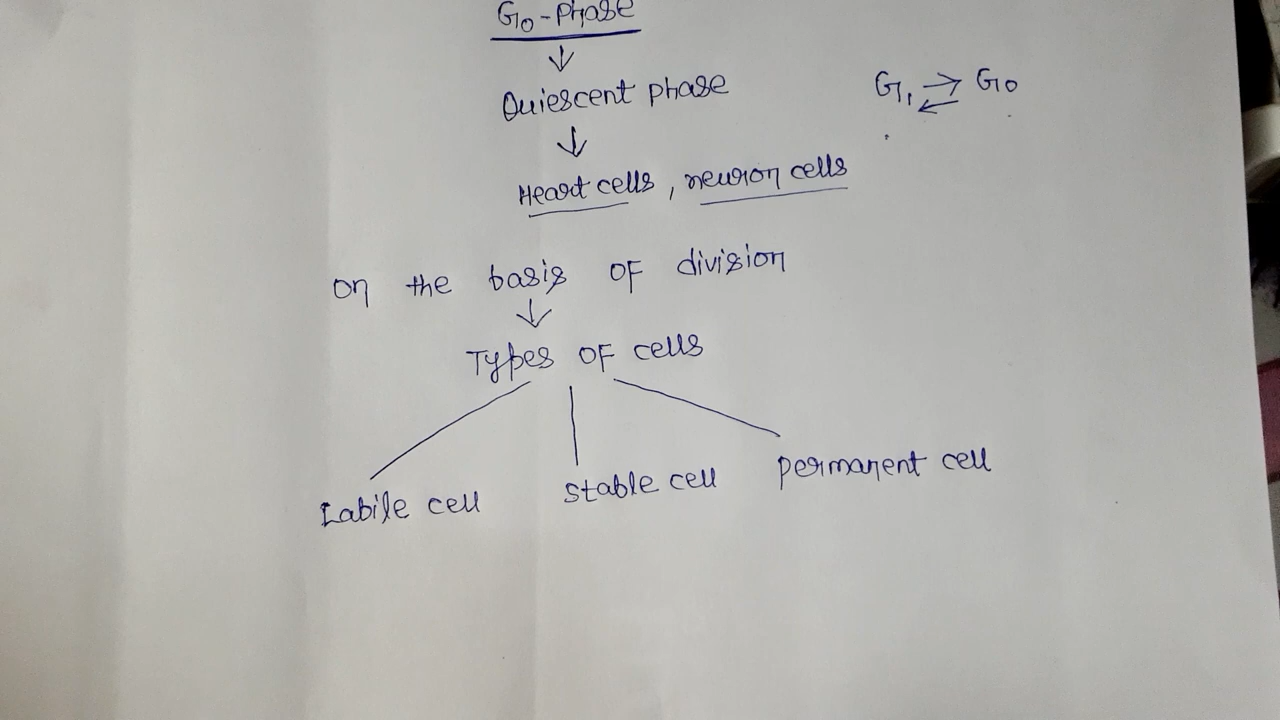 G0-Phase
↓
Quiescent phase
G1 ⇄ G0
↓
Heart cells, neuron cells
on the basis OF division
↓
Types OF cells
Labile cell
stable cell
permanent cell